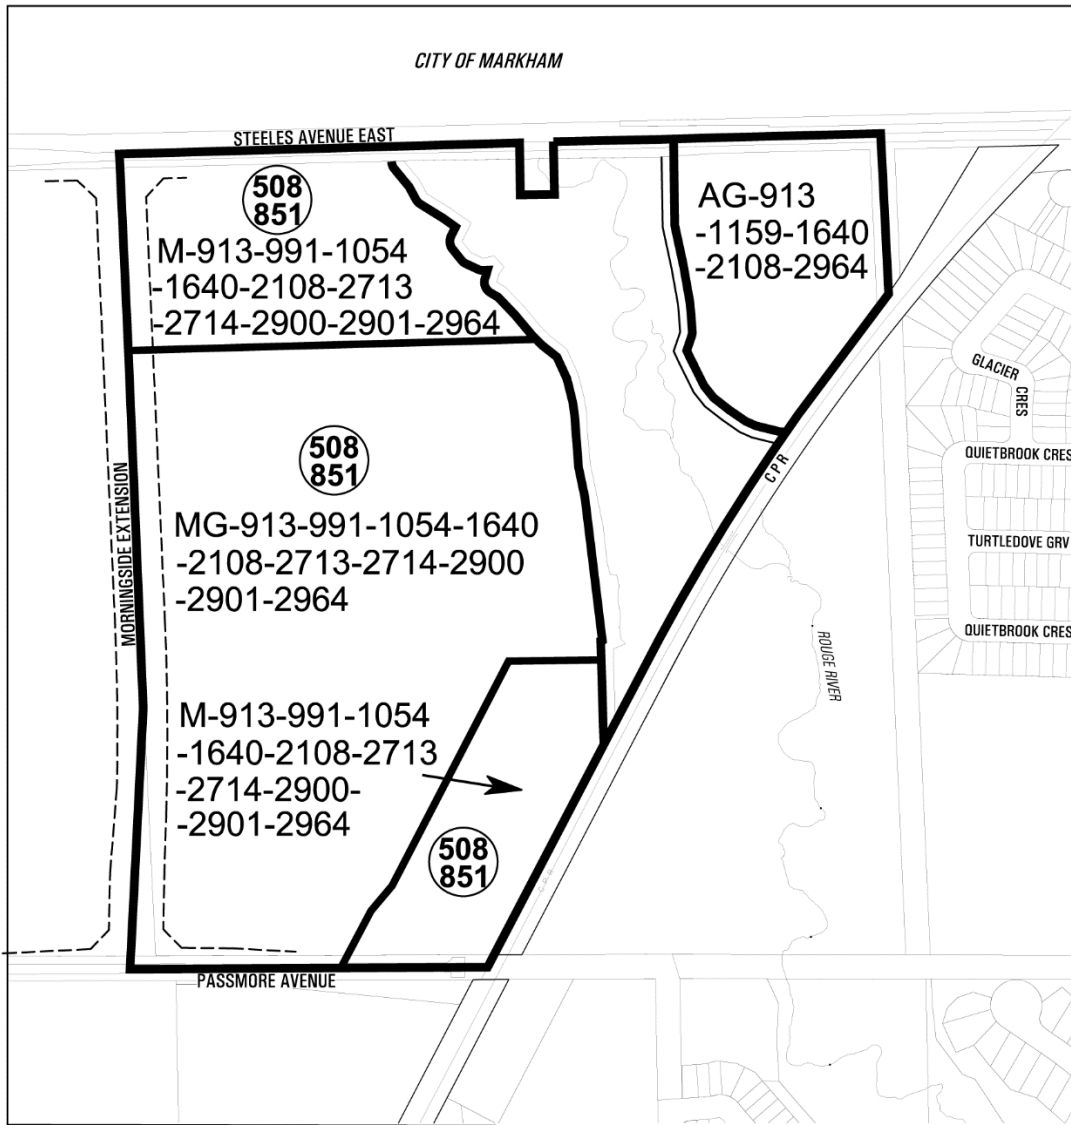 CITY OF MARKHAM
STEELES AVENUE EAST
508
851
M-913-991-1054
-1640-2108-2713
-2714-2900-2901-2964
AG-913
-1159-1640
-2108-2964
GLACIER
CRES
CPR
QUIETBROOK CRES
508
851
MG-913-991-1054-1640
-2108-2713-2714-2900
-2901-2964
TURTLEDOVE GRV
MORNINGSIDE EXTENSION
QUIETBROOK CRES
ROUGE RIVER
M-913-991-1054
-1640-2108-2713
-2714-2900-
-2901-2964
508
851
CPR
PASSMORE AVENUE